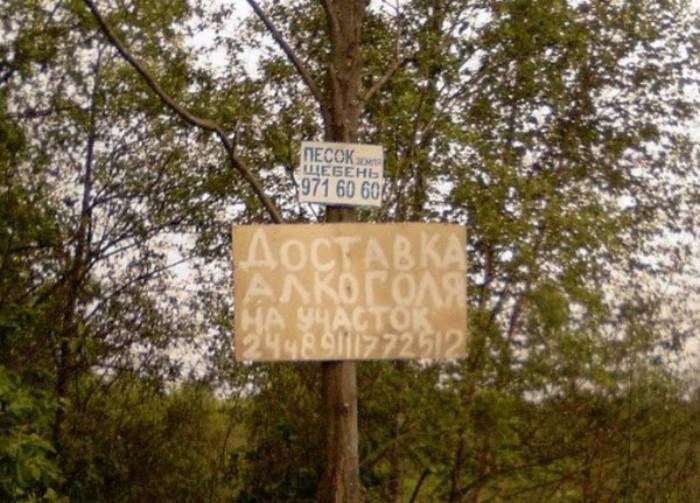 ПЕСОК ЗЕМЛЯ
ЩЕБЕНЬ
971 60 60
ДОСТАВКА
АЛКОГОЛЯ
НА УЧАСТОК
24ч 89111772512